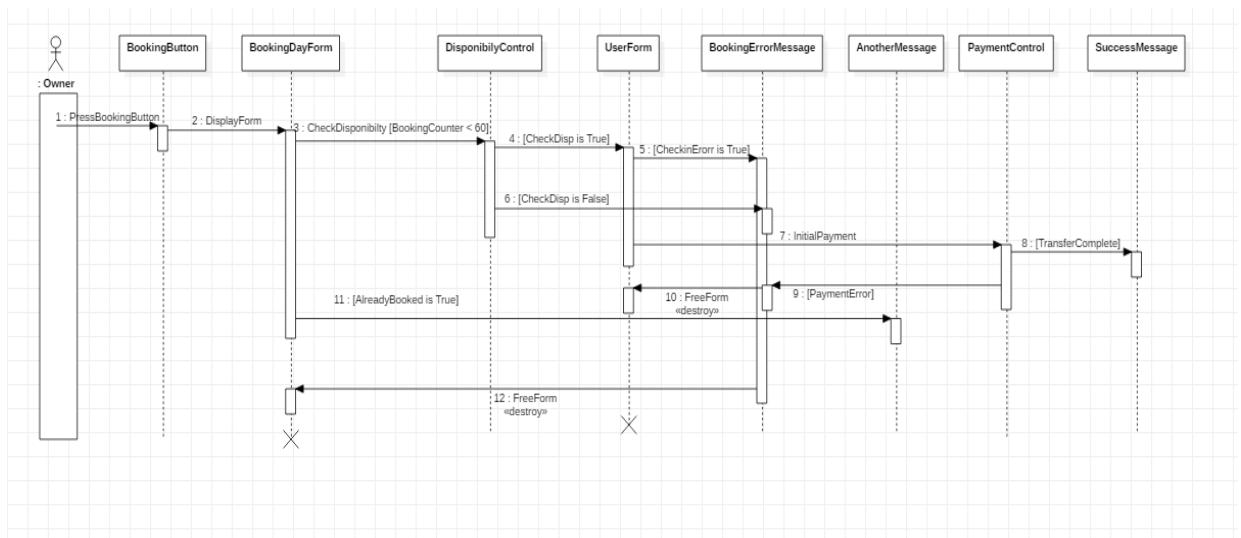 BookingButton
BookingDayForm
DisponibilyControl
UserForm
BookingErrorMessage
AnotherMessage
PaymentControl
SuccessMessage
: Owner
1 : PressBookingButton
2 : DisplayForm
3 : CheckDisponibilty [BookingCounter < 60]
4 : [CheckDisp is True]
5 : [CheckinErorr is True]
6 : [CheckDisp is False]
7 : InitialPayment
8 : [TransferComplete]
9 : [PaymentError]
10 : FreeForm
«destroy»
11 : [AlreadyBooked is True]
12 : FreeForm
«destroy»